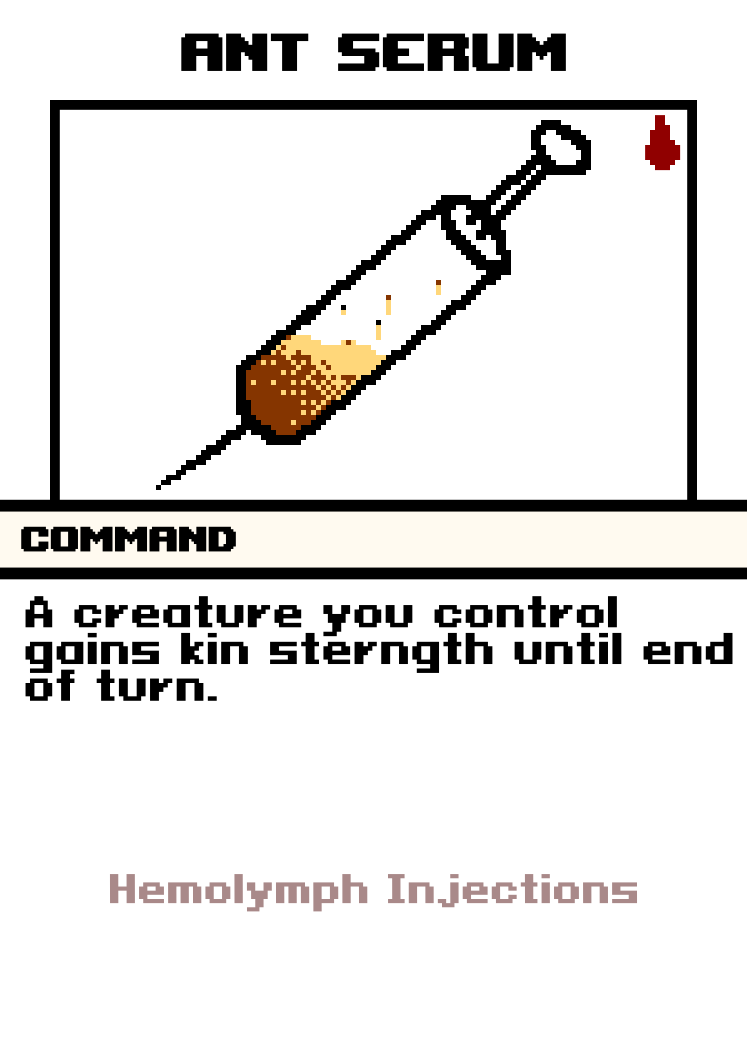 ANT SERUM
COMMAND
A creature you control
gains kin sterngth until end
of turn.
Hemolymph Injections